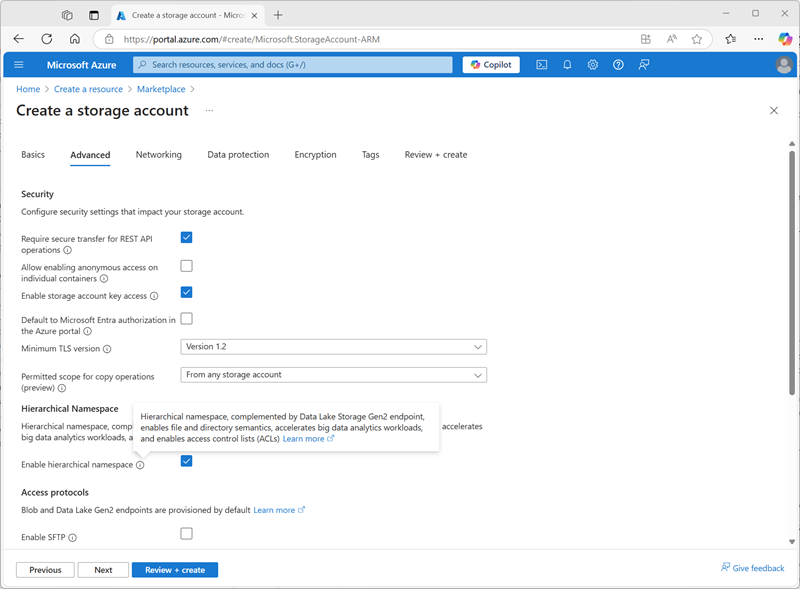 Create a storage account - Micros
https://portal.azure.com/#create/Microsoft.StorageAccount-ARM
Microsoft Azure
Search resources, services, and docs (G+/)
Copilot
Home > Create a resource > Marketplace >
Create a storage account ...
Basics Advanced Networking Data protection Encryption Tags Review + create
Security
Configure security settings that impact your storage account.
Require secure transfer for REST API
operations
Allow enabling anonymous access on
individual containers
Enable storage account key access
Default to Microsoft Entra authorization in
the Azure portal
Minimum TLS version
Version 1.2
Permitted scope for copy operations
(preview)
From any storage account
Hierarchical Namespace
Hierarchical namespace, comp
accelerates
big data analytics workloads, a
Hierarchical namespace, complemented by Data Lake Storage Gen2 endpoint,
enables file and directory semantics, accelerates big data analytics workloads,
and enables access control lists (ACLs) Learn more
Enable hierarchical namespace
Access protocols
Blob and Data Lake Gen2 endpoints are provisioned by default Learn more
Enable SFTP
Previous
Next
Review + create
Give feedback